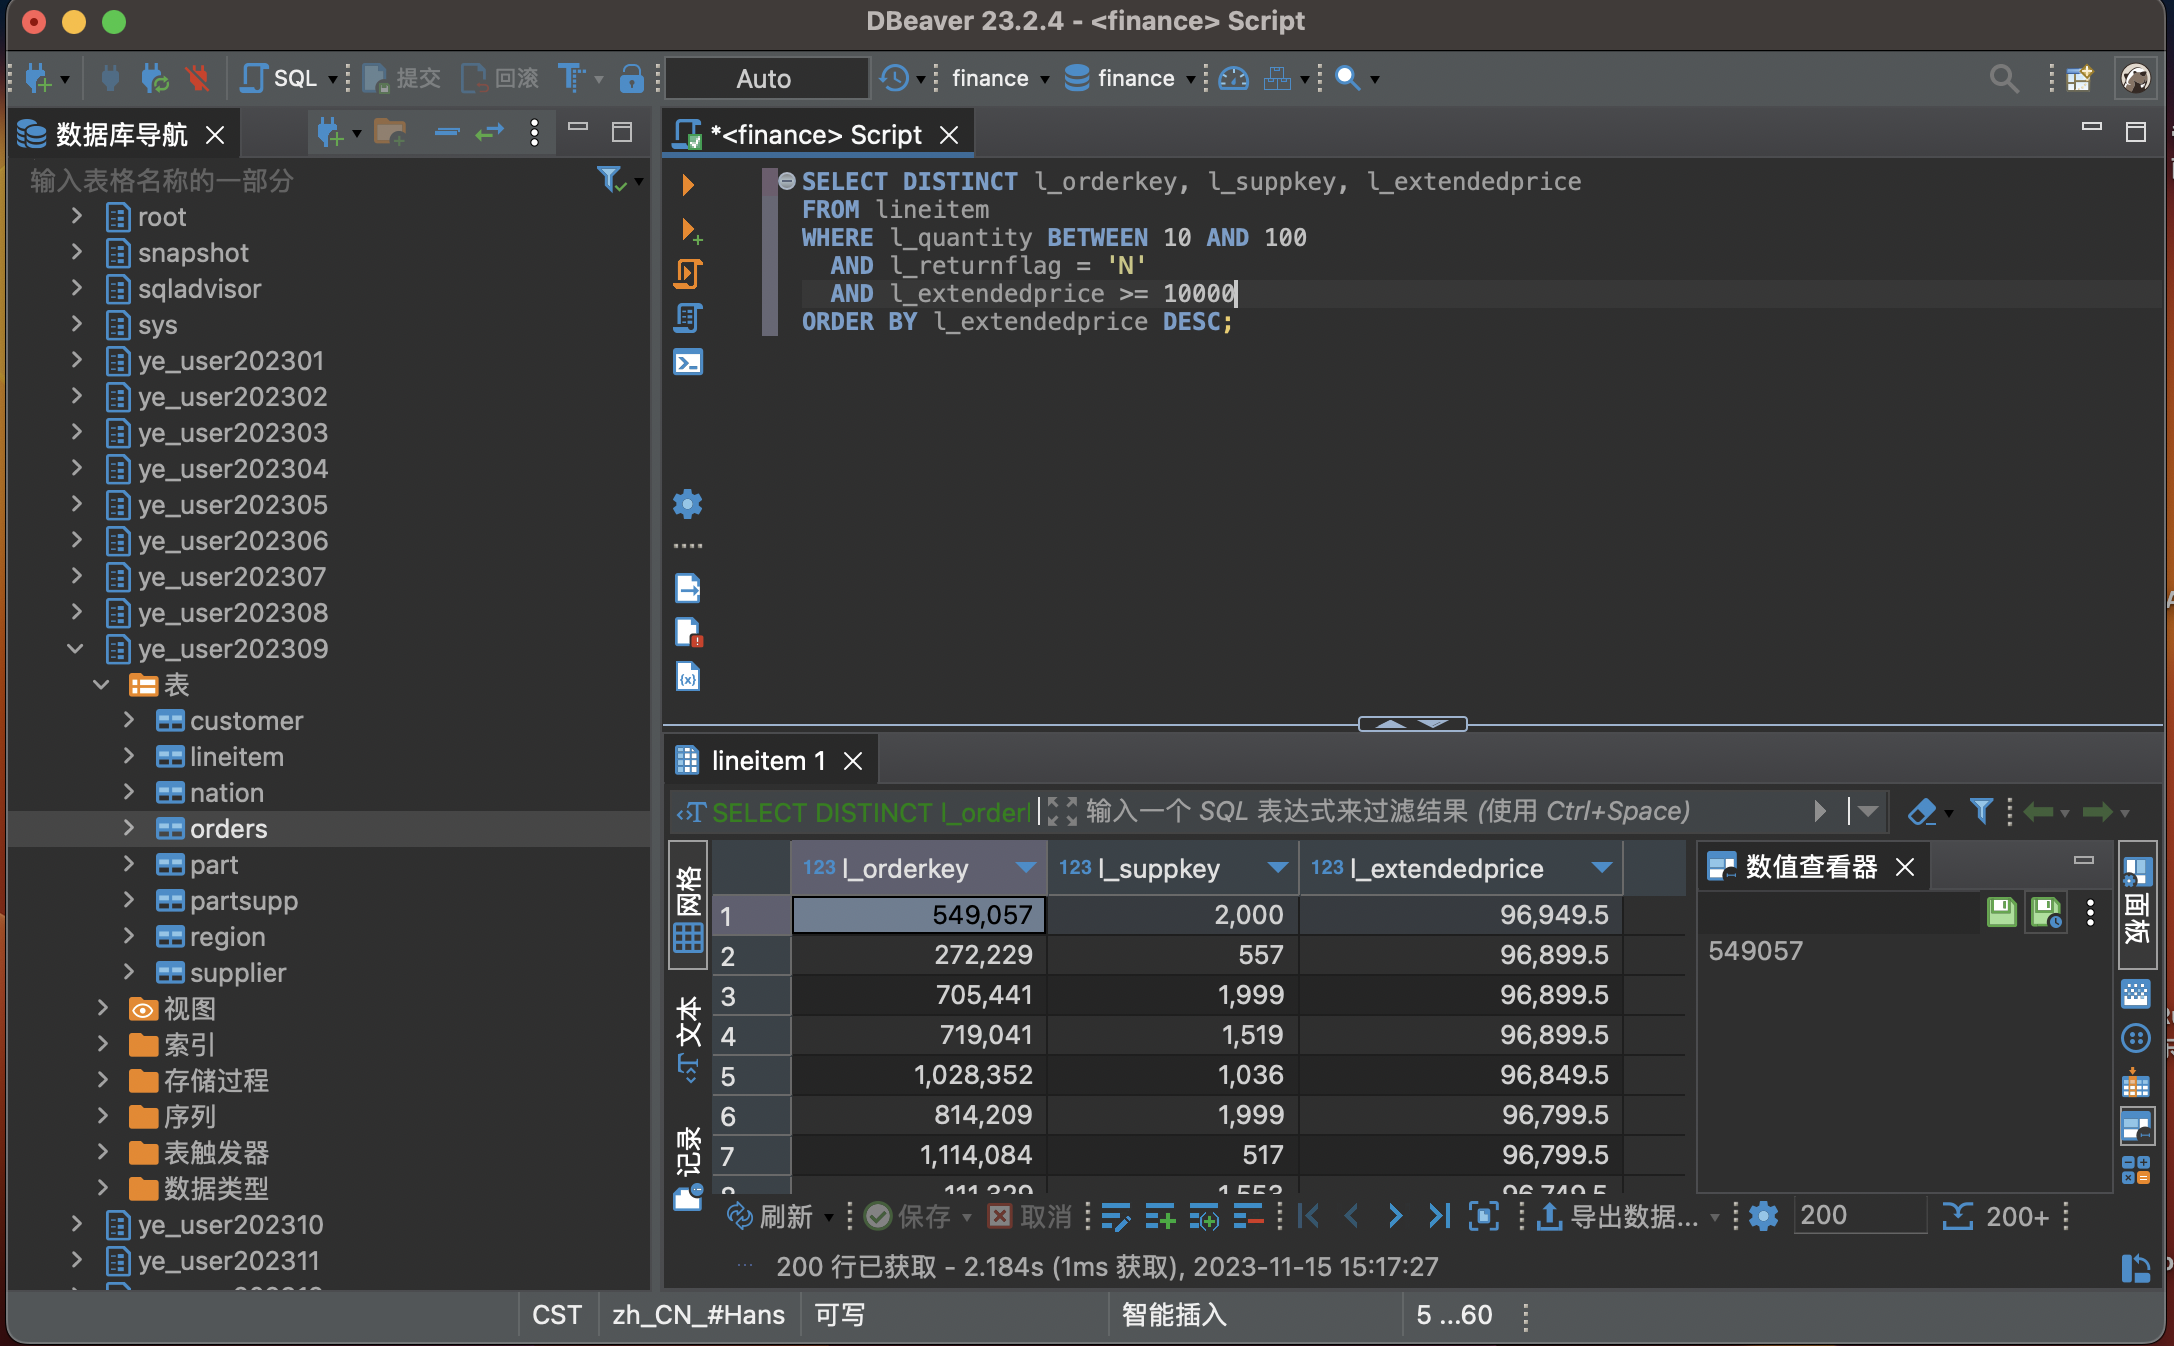 DBeaver 23.2.4 - <finance> Script
SQL 提交 回滚 Auto finance finance
数据库导航
*<finance> Script
输入表格名称的一部分
root
snapshot
sqladvisor
sys
ye_user202301
ye_user202302
ye_user202303
ye_user202304
ye_user202305
ye_user202306
ye_user202307
ye_user202308
ye_user202309
表
customer
lineitem
nation
orders
part
partsupp
region
supplier
视图
索引
存储过程
序列
表触发器
数据类型
ye_user202310
ye_user202311
SELECT DISTINCT l_orderkey, l_suppkey, l_extendedprice
FROM lineitem
WHERE l_quantity BETWEEN 10 AND 100
AND l_returnflag = 'N'
AND l_extendedprice >= 10000
ORDER BY l_extendedprice DESC;
lineitem 1
SELECT DISTINCT l_orderl 输入一个 SQL 表达式来过滤结果 (使用 Ctrl+Space)
网格
文本
记录
123 l_orderkey 123 l_suppkey 123 l_extendedprice
1 549,057 2,000 96,949.5
2 272,229 557 96,899.5
3 705,441 1,999 96,899.5
4 719,041 1,519 96,899.5
5 1,028,352 1,036 96,849.5
6 814,209 1,999 96,799.5
7 1,114,084 517 96,799.5
8 111,329 1,553 96,749.5
数值查看器
549057
面板
刷新 保存 取消 导出数据... 200 200+
200 行已获取 - 2.184s (1ms 获取), 2023-11-15 15:17:27
CST zh_CN_#Hans 可写 智能插入 5 ...60